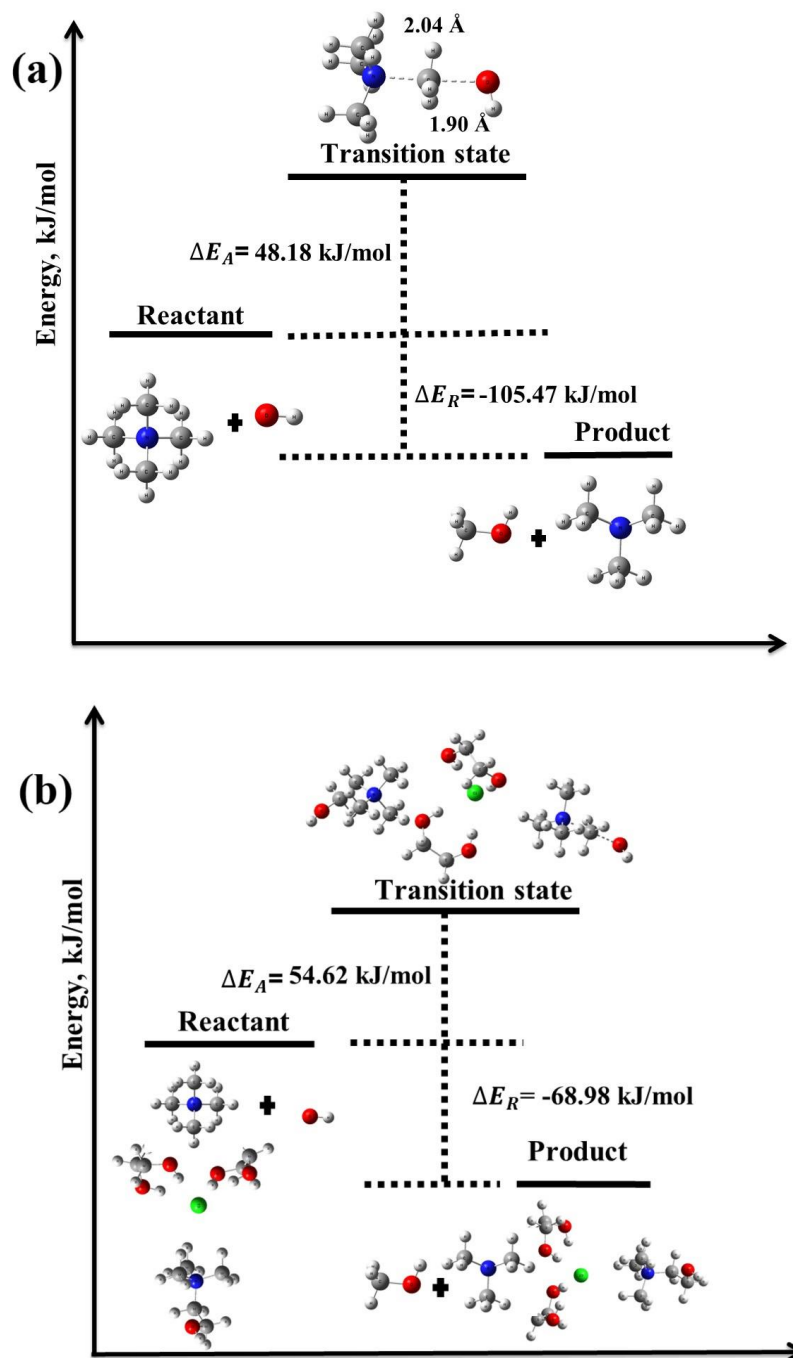 (a)
2.04 Å
1.90 Å
Transition state
ΔE_A= 48.18 kJ/mol
Energy, kJ/mol
Reactant
ΔE_R= -105.47 kJ/mol
Product
(b)
Transition state
ΔE_A= 54.62 kJ/mol
Energy, kJ/mol
Reactant
ΔE_R= -68.98 kJ/mol
Product